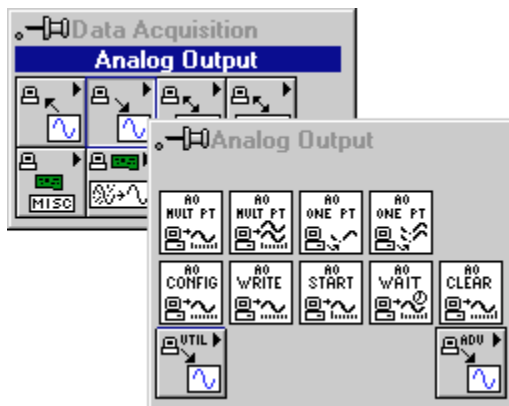 Data Acquisition
Analog Output
MISC
Analog Output
AO MULT PT
AO MULT PT
AO ONE PT
AO ONE PT
AO CONFIG
AO WRITE
AO START
AO WAIT
AO CLEAR
UTIL
ADV